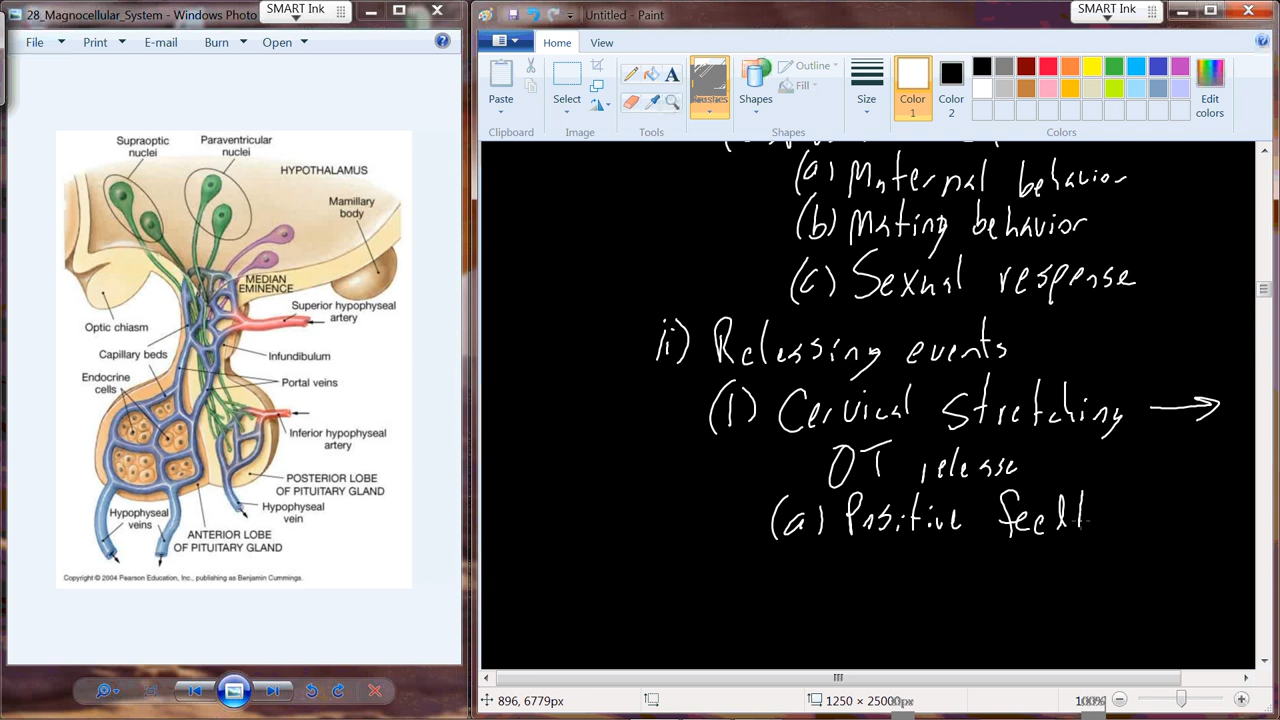 28_Magnocellular_System - Windows Photo
SMART Ink
File
Print
E-mail
Burn
Open
Supraoptic
nuclei
Paraventricular
nuclei
HYPOTHALAMUS
Mamillary
body
MEDIAN
EMINENCE
Superior hypophyseal
artery
Optic chiasm
Capillary beds
Infundibulum
Endocrine
cells
Portal veins
Inferior hypophyseal
artery
POSTERIOR LOBE
OF PITUITARY GLAND
Hypophyseal
veins
Hypophyseal
vein
ANTERIOR LOBE
OF PITUITARY GLAND
Copyright © 2004 Pearson Education, Inc., publishing as Benjamin Cummings.
Untitled - Paint
SMART Ink
Home
View
Paste
Select
Brushes
Shapes
Outline
Fill
Size
Color
1
Color
2
Edit
colors
Clipboard
Image
Tools
Shapes
Colors
(a) Maternal behavior
(b) Mating behavior
(c) Sexual response
ii) Releasing events
(1) Cervical stretching →
OT release
(a) Positive feed
896, 6779px
1250 × 25000px
100%